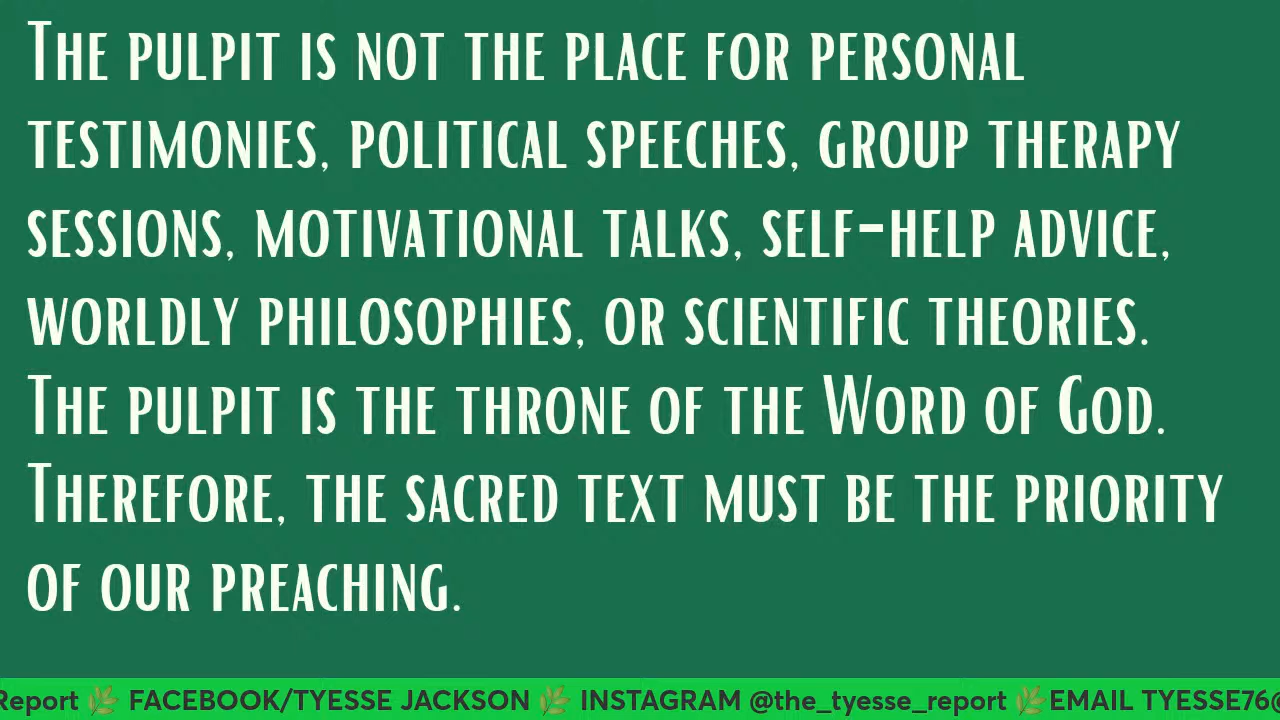 The pulpit is not the place for personal
testimonies, political speeches, group therapy
sessions, motivational talks, self-help advice,
worldly philosophies, or scientific theories.
The pulpit is the throne of the Word of God.
Therefore, the sacred text must be the priority
of our preaching.
Report 🌿 FACEBOOK/TYESSE JACKSON 🌿 INSTAGRAM @the_tyesse_report 🌿 EMAIL TYESSE76@